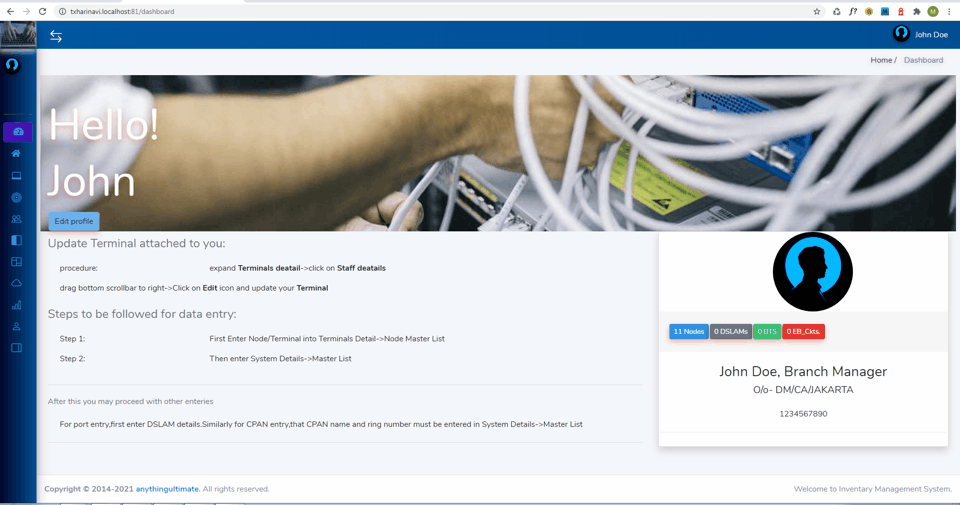 txharinavi.localhost:81/dashboard
M
John Doe
Home / Dashboard
Hello!
John
Edit profile
Update Terminal attached to you:
procedure: expand Terminals deatail->click on Staff deatails
drag bottom scrollbar to right->Click on Edit icon and update your Terminal
Steps to be followed for data entry:
Step 1: First Enter Node/Terminal into Terminals Detail->Node Master List
Step 2: Then enter System Details->Master List
After this you may proceed with other enteries
For port entry,first enter DSLAM details.Similarly for CPAN entry,that CPAN name and ring number must be entered in System Details->Master List
11 Nodes 0 DSLAMs 0 BTS 0 EB_Ckts.
John Doe, Branch Manager
O/o- DM/CA/JAKARTA
1234567890
Copyright © 2014-2021 anythingultimate. All rights reserved.
Welcome to Inventary Management System.